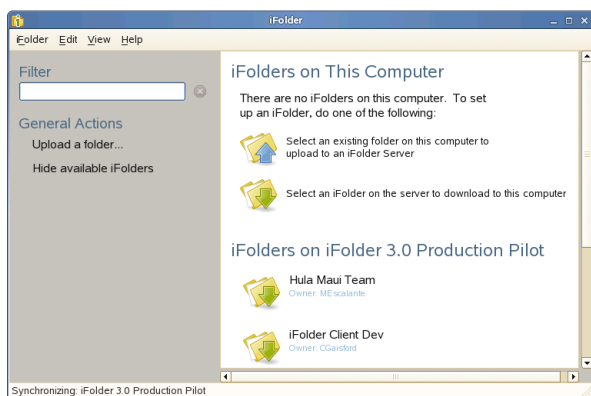 iFolder
iFolder Edit View Help
Filter
General Actions
Upload a folder...
Hide available iFolders
iFolders on This Computer
There are no iFolders on this computer. To set
up an iFolder, do one of the following:
Select an existing folder on this computer to
upload to an iFolder Server
Select an iFolder on the server to download to this computer
iFolders on iFolder 3.0 Production Pilot
Hula Maui Team
Owner: MEscalante
iFolder Client Dev
Owner: CGaisford
Synchronizing: iFolder 3.0 Production Pilot